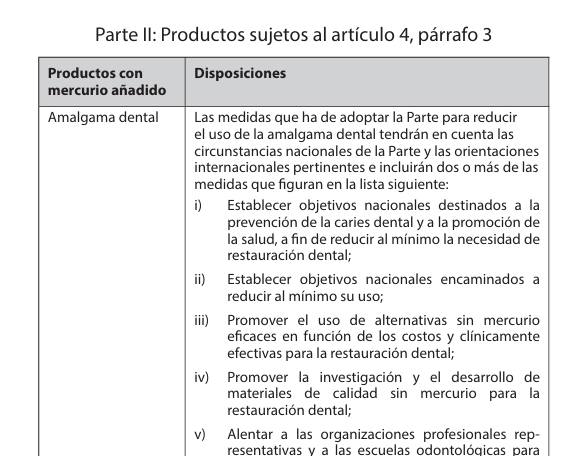 Parte II: Productos sujetos al artículo 4, párrafo 3
Productos con
mercurio añadido
Disposiciones
Amalgama dental
Las medidas que ha de adoptar la Parte para reducir
el uso de la amalgama dental tendrán en cuenta las
circunstancias nacionales de la Parte y las orientaciones
internacionales pertinentes e incluirán dos o más de las
medidas que figuran en la lista siguiente:
i) Establecer objetivos nacionales destinados a la
prevención de la caries dental y a la promoción de
la salud, a fin de reducir al mínimo la necesidad de
restauración dental;
ii) Establecer objetivos nacionales encaminados a
reducir al mínimo su uso;
iii) Promover el uso de alternativas sin mercurio
eficaces en función de los costos y clínicamente
efectivas para la restauración dental;
iv) Promover la investigación y el desarrollo de
materiales de calidad sin mercurio para la
restauración dental;
v) Alentar a las organizaciones profesionales rep-
resentativas y a las escuelas odontológicas para